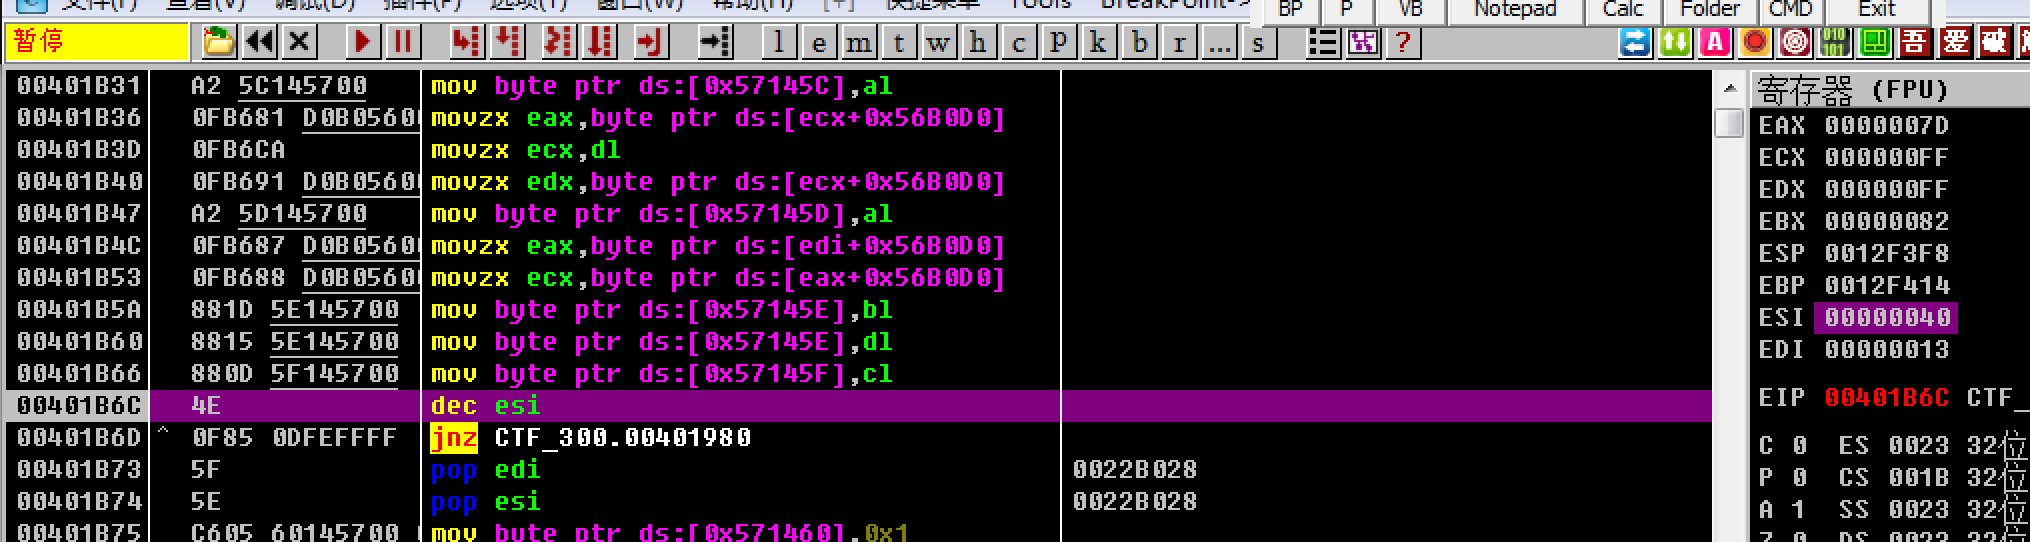 文件(F) 查看(V) 调试(D) 插件(P) 选项(T) 窗口(W) 帮助(H) [+] 快捷菜单 Tools BreakPoint-> BP P VB Notepad Calc Folder CMD Exit
暂停 l e m t w h c P k b r ... s ? A 010 101 吾 爱 破
00401B31 A2 5C145700 mov byte ptr ds:[0x57145C],al
00401B36 0FB681 D0B0560 movzx eax,byte ptr ds:[ecx+0x56B0D0]
00401B3D 0FB6CA movzx ecx,dl
00401B40 0FB691 D0B0560 movzx edx,byte ptr ds:[ecx+0x56B0D0]
00401B47 A2 5D145700 mov byte ptr ds:[0x57145D],al
00401B4C 0FB687 D0B0560 movzx eax,byte ptr ds:[edi+0x56B0D0]
00401B53 0FB688 D0B0560 movzx ecx,byte ptr ds:[eax+0x56B0D0]
00401B5A 881D 5E145700 mov byte ptr ds:[0x57145E],bl
00401B60 8815 5E145700 mov byte ptr ds:[0x57145E],dl
00401B66 880D 5F145700 mov byte ptr ds:[0x57145F],cl
00401B6C 4E dec esi
00401B6D ^ 0F85 0DFEFFFF jnz CTF_300.00401980
00401B73 5F pop edi 0022B028
00401B74 5E pop esi 0022B028
00401B75 C605 60145700 mov byte ptr ds:[0x571460],0x1
寄存器 (FPU)
EAX 0000007D
ECX 000000FF
EDX 000000FF
EBX 00000082
ESP 0012F3F8
EBP 0012F414
ESI 00000040
EDI 00000013
EIP 00401B6C CTF_
C 0 ES 0023 32位
P 0 CS 001B 32位
A 1 SS 0023 32位
Z 0 DS 0023 32位